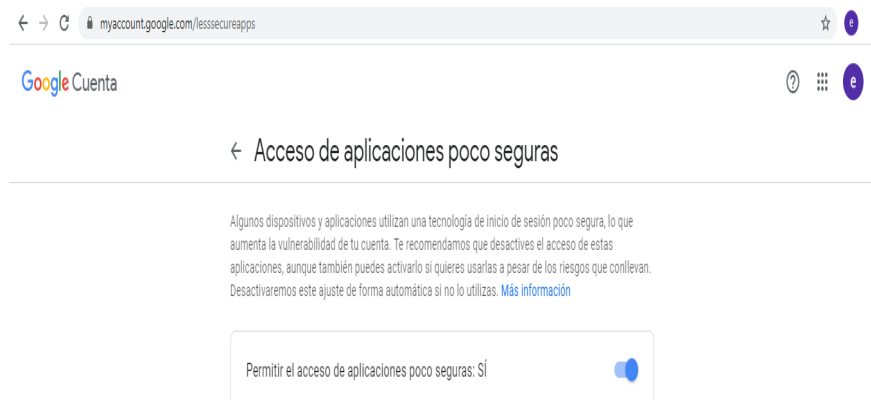 myaccount.google.com/lesssecureapps
e
Google Cuenta
e
Acceso de aplicaciones poco seguras
Algunos dispositivos y aplicaciones utilizan una tecnología de inicio de sesión poco segura, lo que
aumenta la vulnerabilidad de tu cuenta. Te recomendamos que desactives el acceso de estas
aplicaciones, aunque también puedes activarlo si quieres usarlas a pesar de los riesgos que conllevan.
Desactivaremos este ajuste de forma automática si no lo utilizas. Más información
Permitir el acceso de aplicaciones poco seguras: SÍ